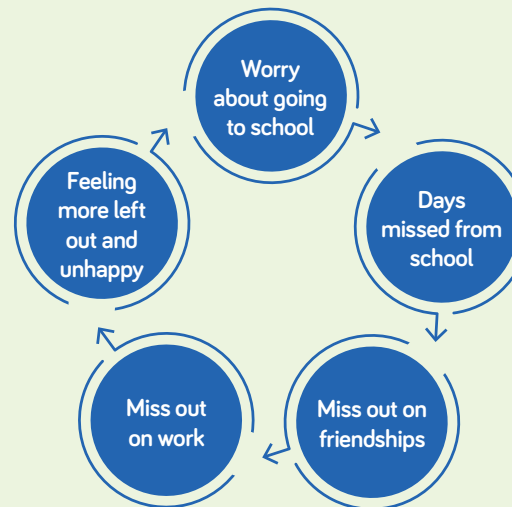 Worry
about going
to school
Days
missed from
school
Miss out on
friendships
Miss out
on work
Feeling
more left
out and
unhappy